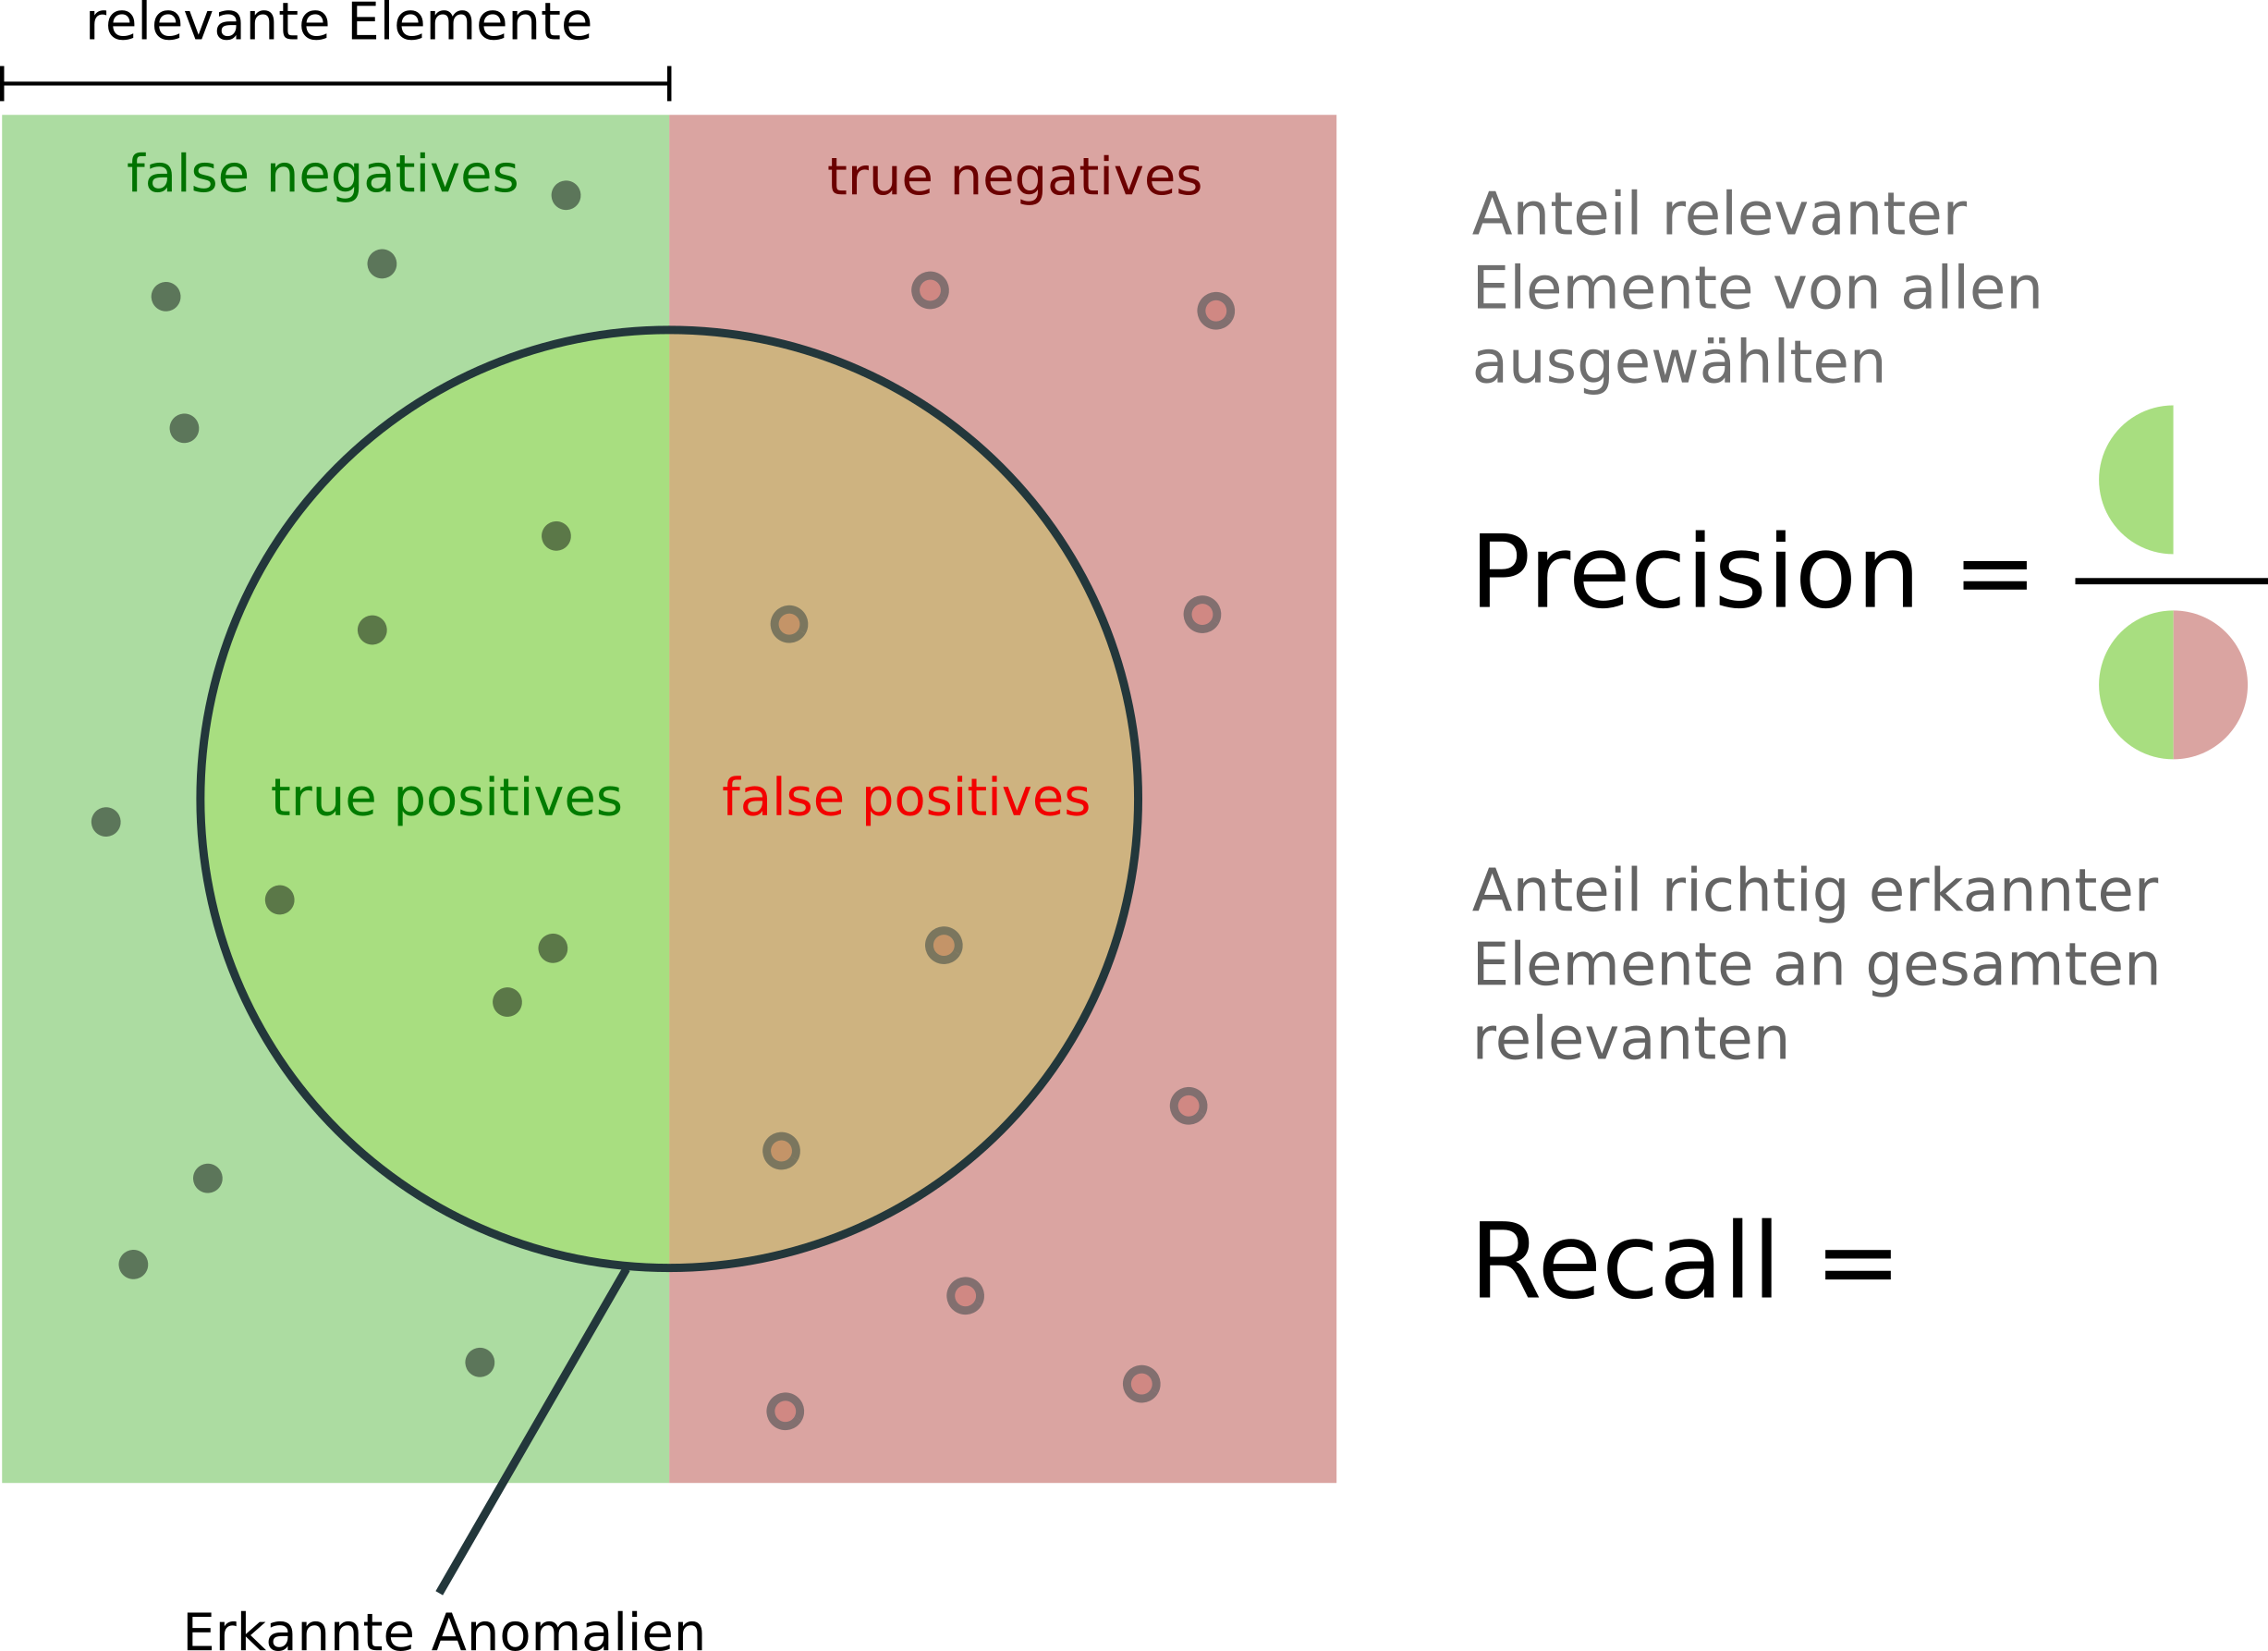 relevante Elemente
false negatives
true negatives
true positives
false positives
Erkannte Anomalien
Anteil relevanter
Elemente von allen
ausgewählten
Precision =
Anteil richtig erkannter
Elemente an gesamten
relevanten
Recall =